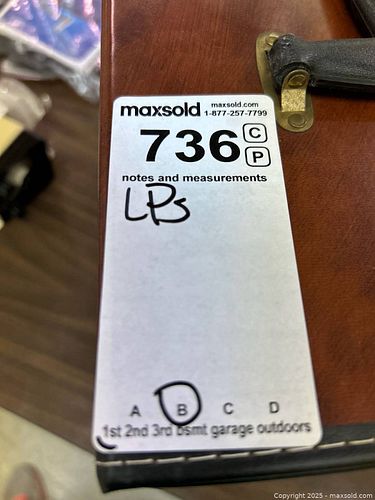 maxsold maxsold.com
1-877-257-7799
736 C
P
notes and measurements
LPs
A B C D
1st 2nd 3rd bsmt garage outdoors
Copyright 2025 - maxsold.com